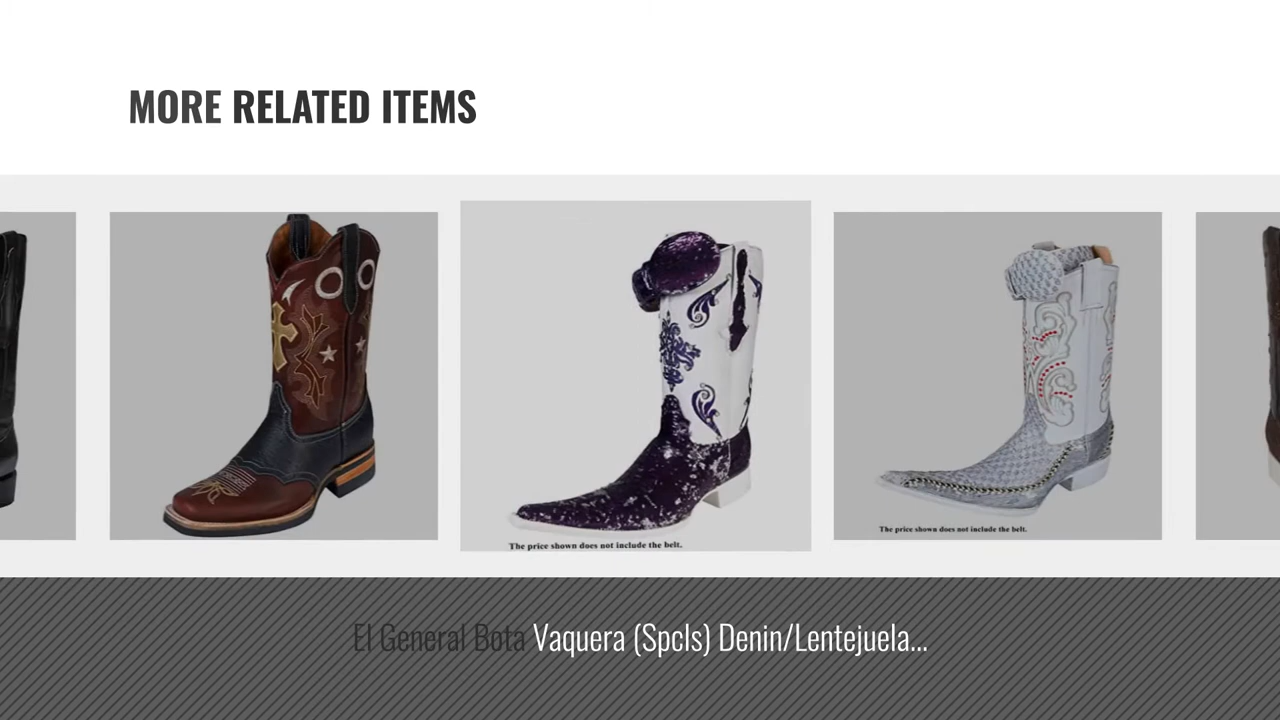 MORE RELATED ITEMS
The price shown does not include the belt.
The price shown does not include the belt.
El General Bota Vaquera (Spcls) Denin/Lentejuela...